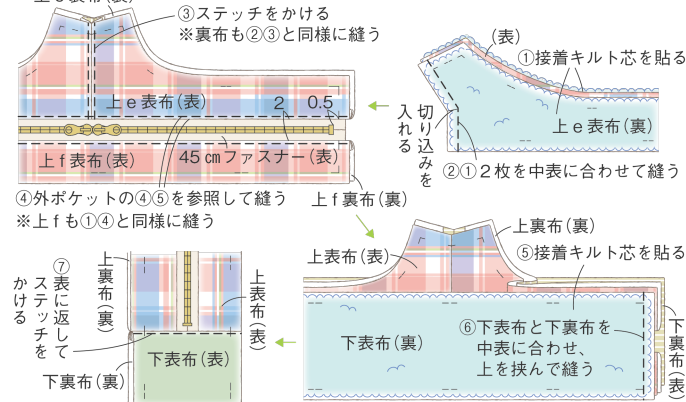 ③ステッチをかける
※裏布も②③と同様に縫う
(表)
①接着キルト芯を貼る
上e表布(表)
2
0.5
上e表布(裏)
切り込みを
入れる
②①2枚を中表に合わせて縫う
上f表布(表)
45㎝ファスナー(表)
④外ポケットの④⑤を参照して縫う
※上fも①④と同様に縫う
上f裏布(裏)
上裏布(裏)
上表布(表)
⑤接着キルト芯を貼る
⑥下表布と下裏布を
中表に合わせ、
上を挟んで縫う
下表布(裏)
下裏布(表)
⑦表に返して
ステッチを
かける
上裏布(裏)
上表布(表)
下表布(表)
下裏布(裏)